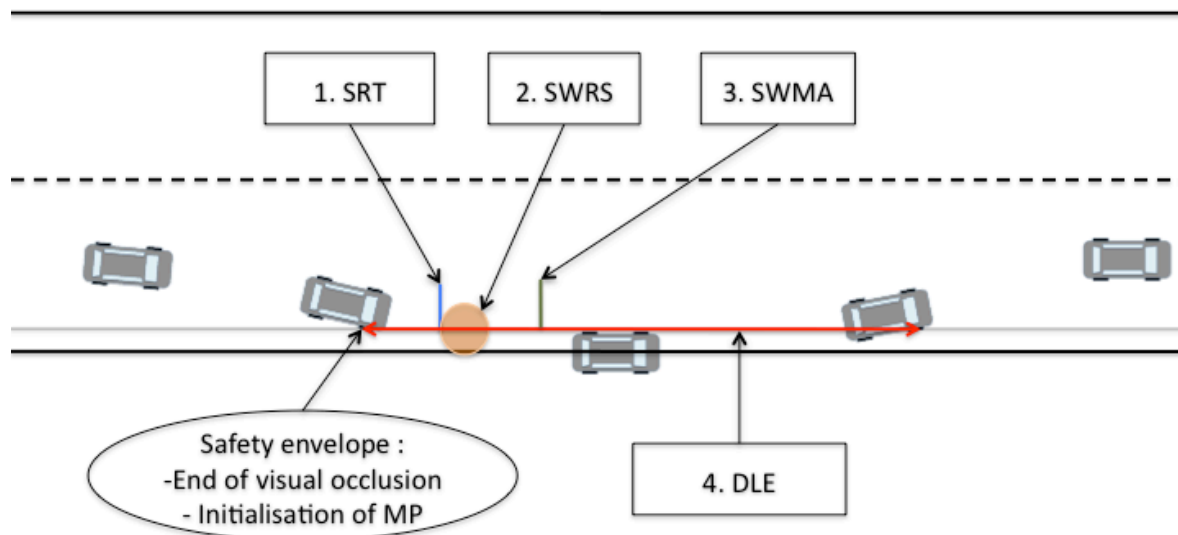 1. SRT
2. SWRS
3. SWMA
Safety envelope :
-End of visual occlusion
- Initialisation of MP
4. DLE